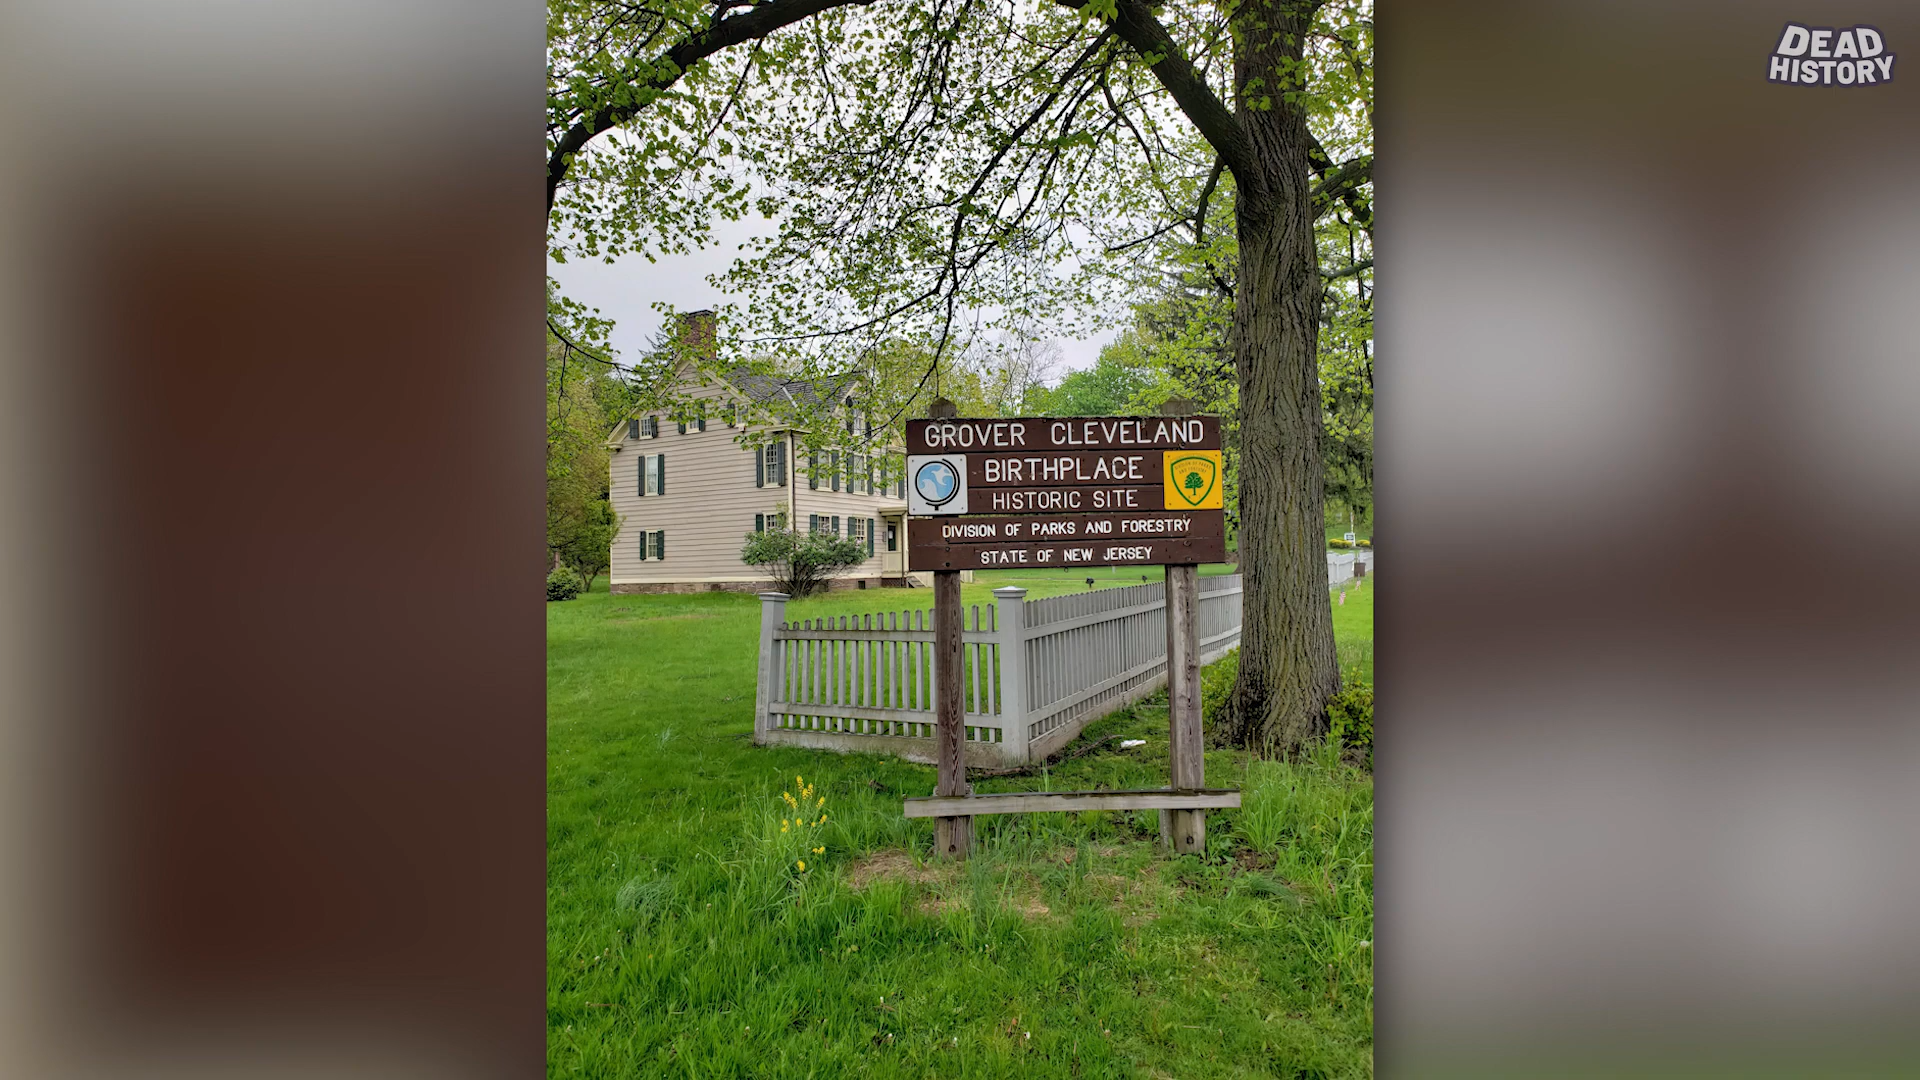 DEAD
HISTORY
GROVER CLEVELAND
BIRTHPLACE
HISTORIC SITE
DIVISION OF PARKS AND FORESTRY
STATE OF NEW JERSEY